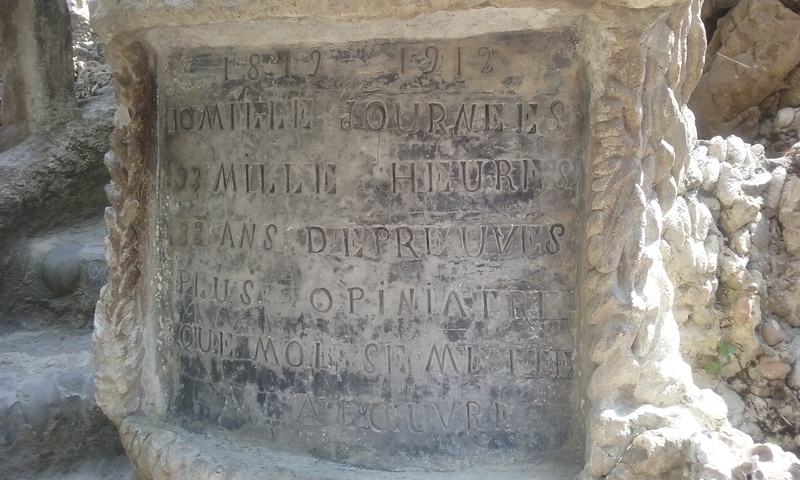 1879 1912
10 MILLE JOURNEES
93 MILLE HEURES
33 ANS D EPREUVES
PLUS OPINIATRE
QUE MOI SE METTE
A L ŒUVRE